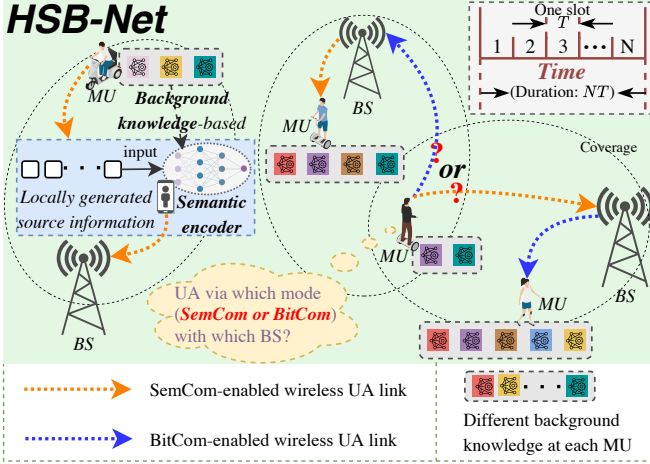 HSB-Net
One slot
T
1 2 3 ··· N
Time
(Duration: NT)
MU
BS
Background
knowledge-based
MU
Coverage
input
or
?
?
Locally generated
source information
Semantic
encoder
MU
BS
MU
BS
UA via which mode
(SemCom or BitCom)
with which BS?
SemCom-enabled wireless UA link
BitCom-enabled wireless UA link
Different background
knowledge at each MU